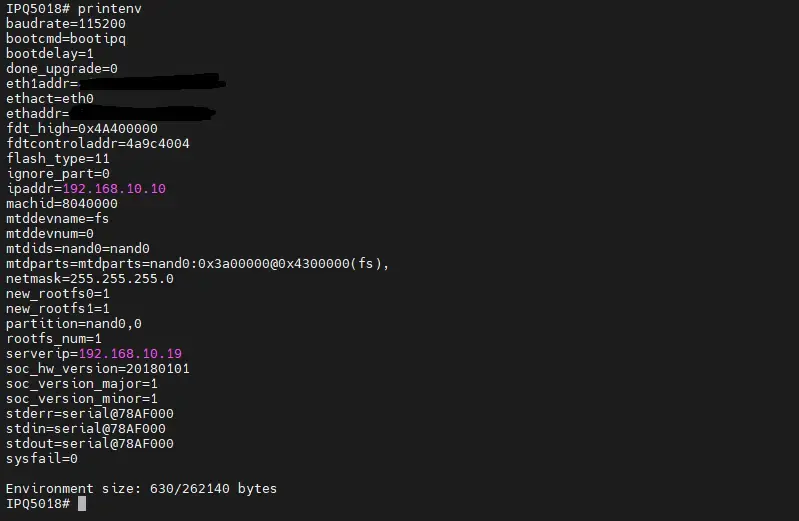 IPQ5018# printenv
baudrate=115200
bootcmd=bootipq
bootdelay=1
done_upgrade=0
eth1addr=
ethact=eth0
ethaddr=
fdt_high=0x4A400000
fdtcontroladdr=4a9c4004
flash_type=11
ignore_part=0
ipaddr=192.168.10.10
machid=8040000
mtddevname=fs
mtddevnum=0
mtdids=nand0=nand0
mtdparts=mtdparts=nand0:0x3a00000@0x4300000(fs),
netmask=255.255.255.0
new_rootfs0=1
new_rootfs1=1
partition=nand0,0
rootfs_num=1
serverip=192.168.10.19
soc_hw_version=20180101
soc_version_major=1
soc_version_minor=1
stderr=serial@78AF000
stdin=serial@78AF000
stdout=serial@78AF000
sysfail=0
Environment size: 630/262140 bytes
IPQ5018#